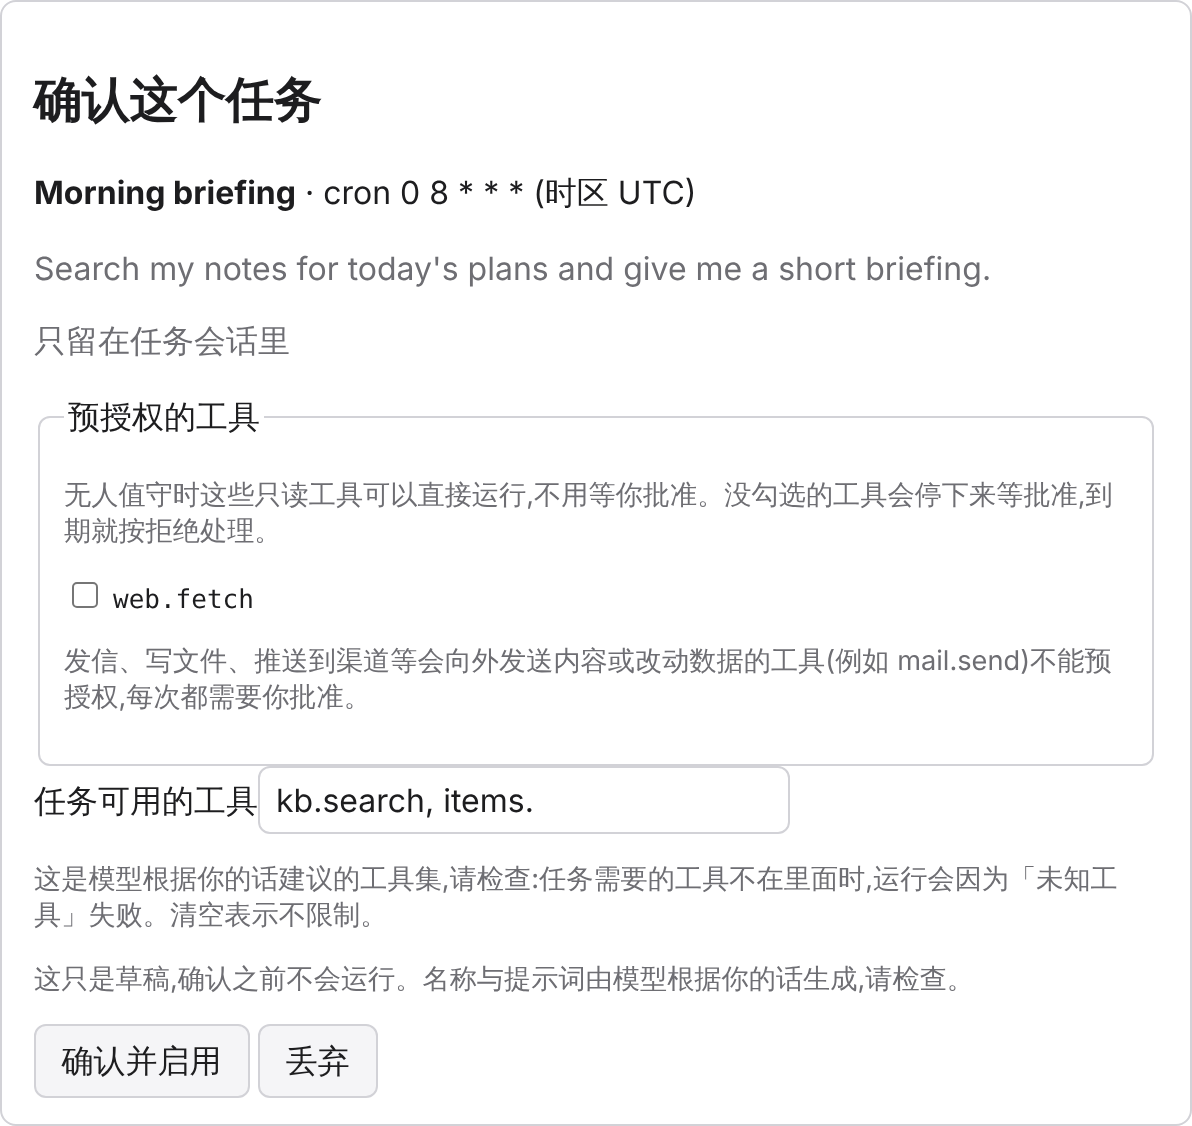 确认这个任务
Morning briefing · cron 0 8 * * * (时区 UTC)
Search my notes for today's plans and give me a short briefing.
只留在任务会话里
预授权的工具
无人值守时这些只读工具可以直接运行,不用等你批准。没勾选的工具会停下来等批准,到
期就按拒绝处理。
web.fetch
发信、写文件、推送到渠道等会向外发送内容或改动数据的工具(例如 mail.send)不能预
授权,每次都需要你批准。
任务可用的工具 kb.search, items.
这是模型根据你的话建议的工具集,请检查:任务需要的工具不在里面时,运行会因为「未知工
具」失败。清空表示不限制。
这只是草稿,确认之前不会运行。名称与提示词由模型根据你的话生成,请检查。
确认并启用 丢弃